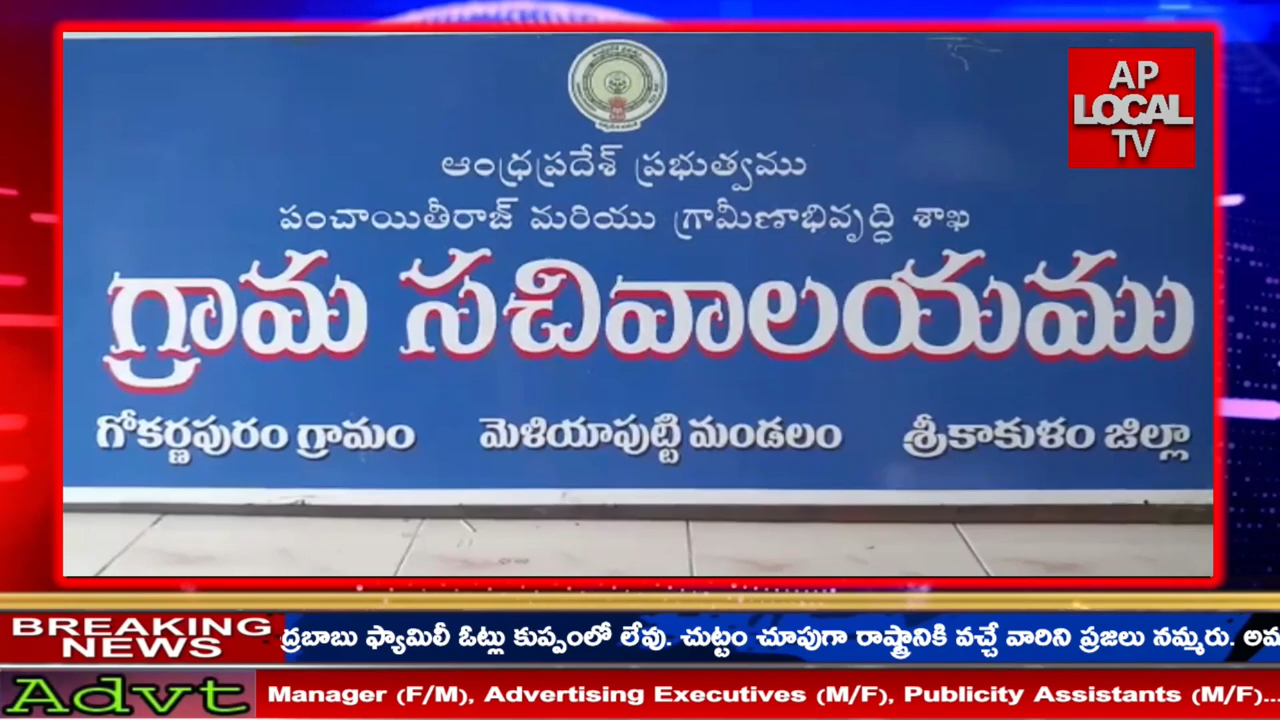 AP
LOCAL
TV
ఆంధ్రప్రదేశ్ ప్రభుత్వము
పంచాయితీరాజ్ మరియు గ్రామీణాభివృద్ధి శాఖ
గ్రామ సచివాలయము
గోకర్ణపురం గ్రామం మెళియాపుట్టి మండలం శ్రీకాకుళం జిల్లా
BREAKING NEWS
ద్రబాబు ఫ్యామిలీ ఓట్లు కుప్పంలో లేవు. చుట్టం చూపుగా రాష్ట్రానికి వచ్చే వారిని ప్రజలు నమ్మరు. అమ
Advt Manager (F/M), Advertising Executives (M/F), Publicity Assistants (M/F)...